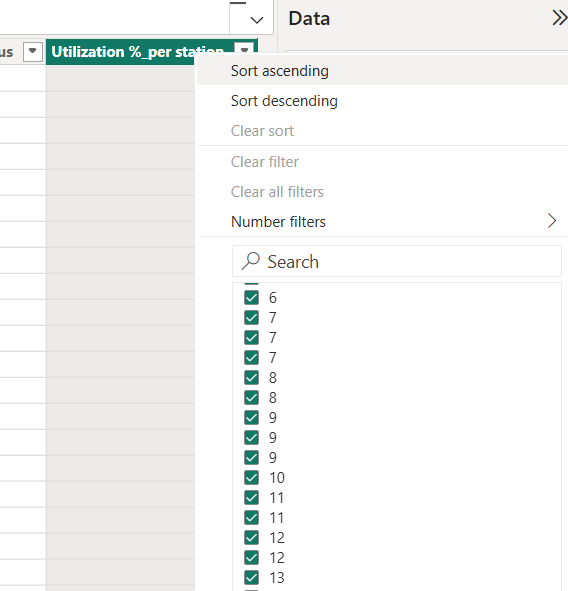 Data
us
Utilization %_per station
Sort ascending
Sort descending
Clear sort
Clear filter
Clear all filters
Number filters
Search
6
7
7
7
8
8
9
9
9
10
11
11
12
12
13